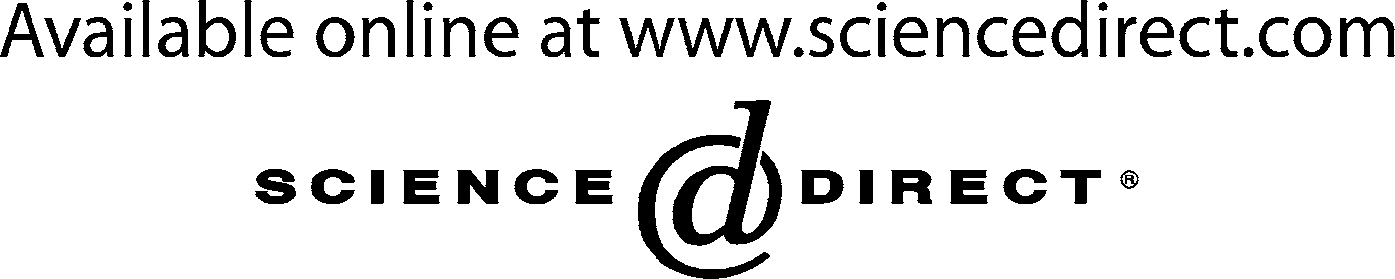 Available online at www.sciencedirect.com
SCIENCE d DIRECT®